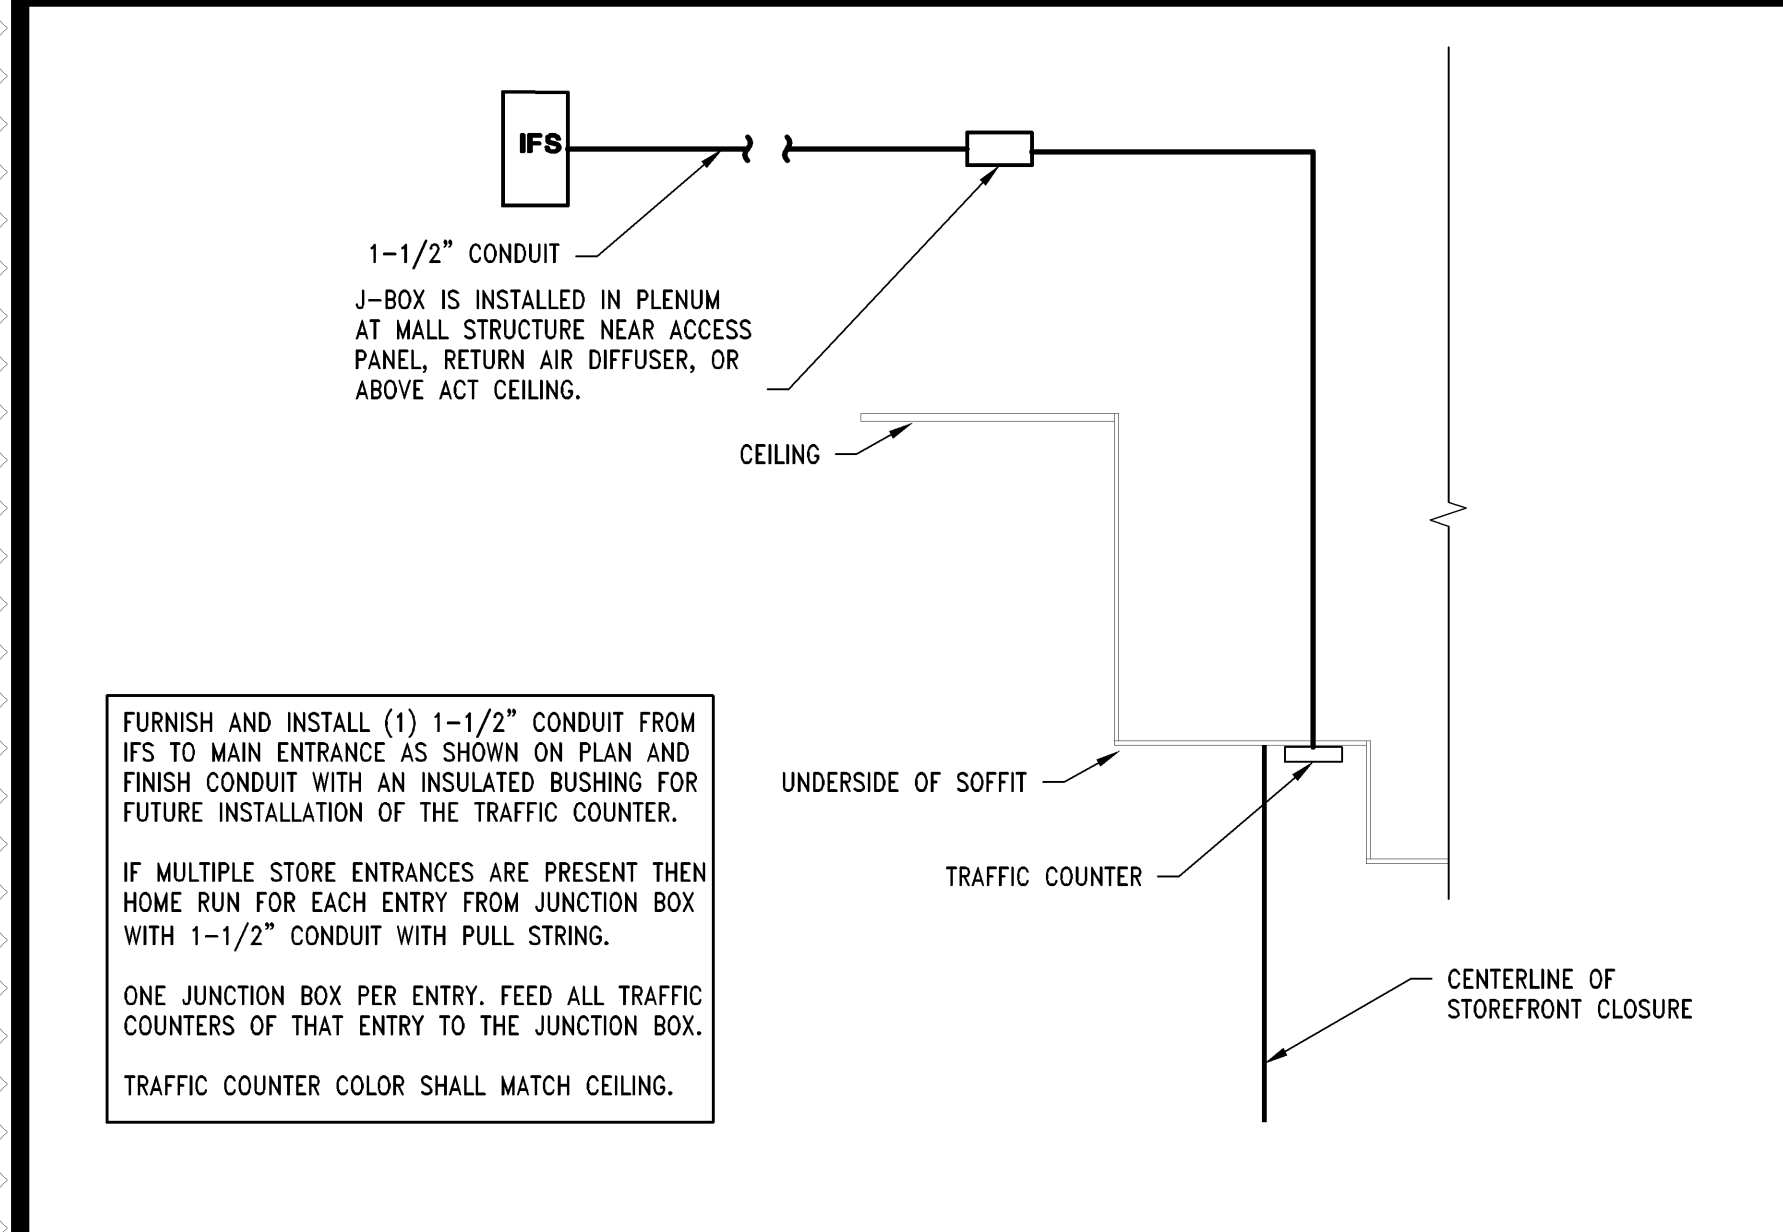 IFS
1-1/2" CONDUIT
J-BOX IS INSTALLED IN PLENUM
AT MALL STRUCTURE NEAR ACCESS
PANEL, RETURN AIR DIFFUSER, OR
ABOVE ACT CEILING.
CEILING
FURNISH AND INSTALL (1) 1-1/2" CONDUIT FROM
IFS TO MAIN ENTRANCE AS SHOWN ON PLAN AND
FINISH CONDUIT WITH AN INSULATED BUSHING FOR
FUTURE INSTALLATION OF THE TRAFFIC COUNTER.
IF MULTIPLE STORE ENTRANCES ARE PRESENT THEN
HOME RUN FOR EACH ENTRY FROM JUNCTION BOX
WITH 1-1/2" CONDUIT WITH PULL STRING.
ONE JUNCTION BOX PER ENTRY. FEED ALL TRAFFIC
COUNTERS OF THAT ENTRY TO THE JUNCTION BOX.
TRAFFIC COUNTER COLOR SHALL MATCH CEILING.
UNDERSIDE OF SOFFIT
TRAFFIC COUNTER
CENTERLINE OF
STOREFRONT CLOSURE